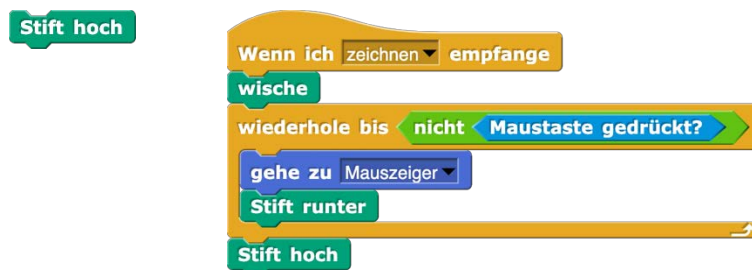 Stift hoch
Wenn ich zeichnen empfange
wische
wiederhole bis nicht Maustaste gedrückt?
gehe zu Mauszeiger
Stift runter
Stift hoch